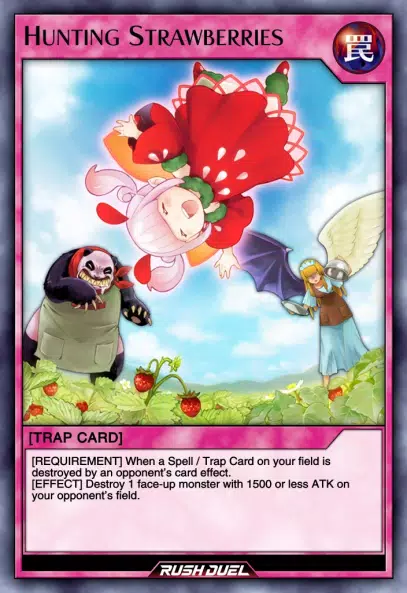 Hunting Strawberries
罠
[TRAP CARD]
[REQUIREMENT] When a Spell / Trap Card on your field is
destroyed by an opponent's card effect.
[EFFECT] Destroy 1 face-up monster with 1500 or less ATK on
your opponent's field.
RUSH DUEL